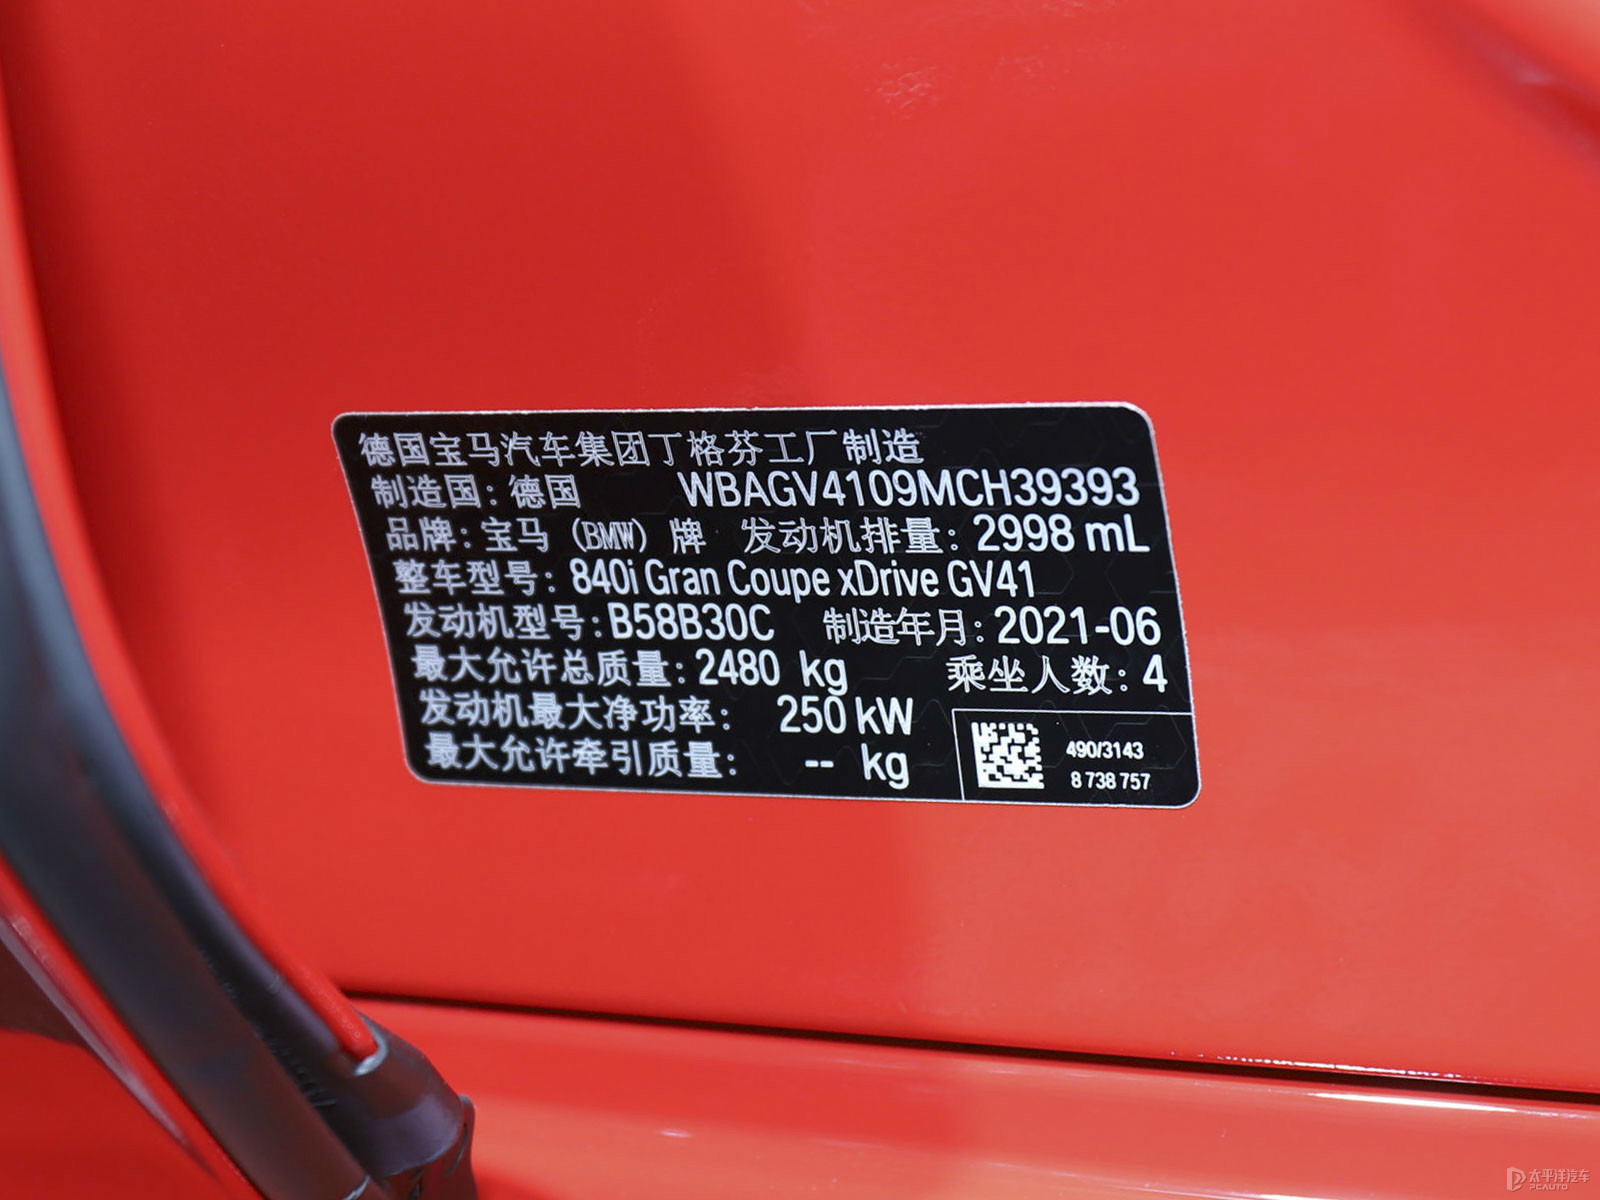 德国宝马汽车集团丁格芬工厂制造
制造国：德国 WBAGV4109MCH39393
品牌：宝马（BMW）牌 发动机排量：2998 mL
整车型号：840i Gran Coupe xDrive GV41
发动机型号：B58B30C 制造年月：2021-06
最大允许总质量：2480 kg 乘坐人数：4
发动机最大净功率： 250 kW
最大允许牵引质量： -- kg
490/3143
8 738 757
太平洋汽车
PCAUTO